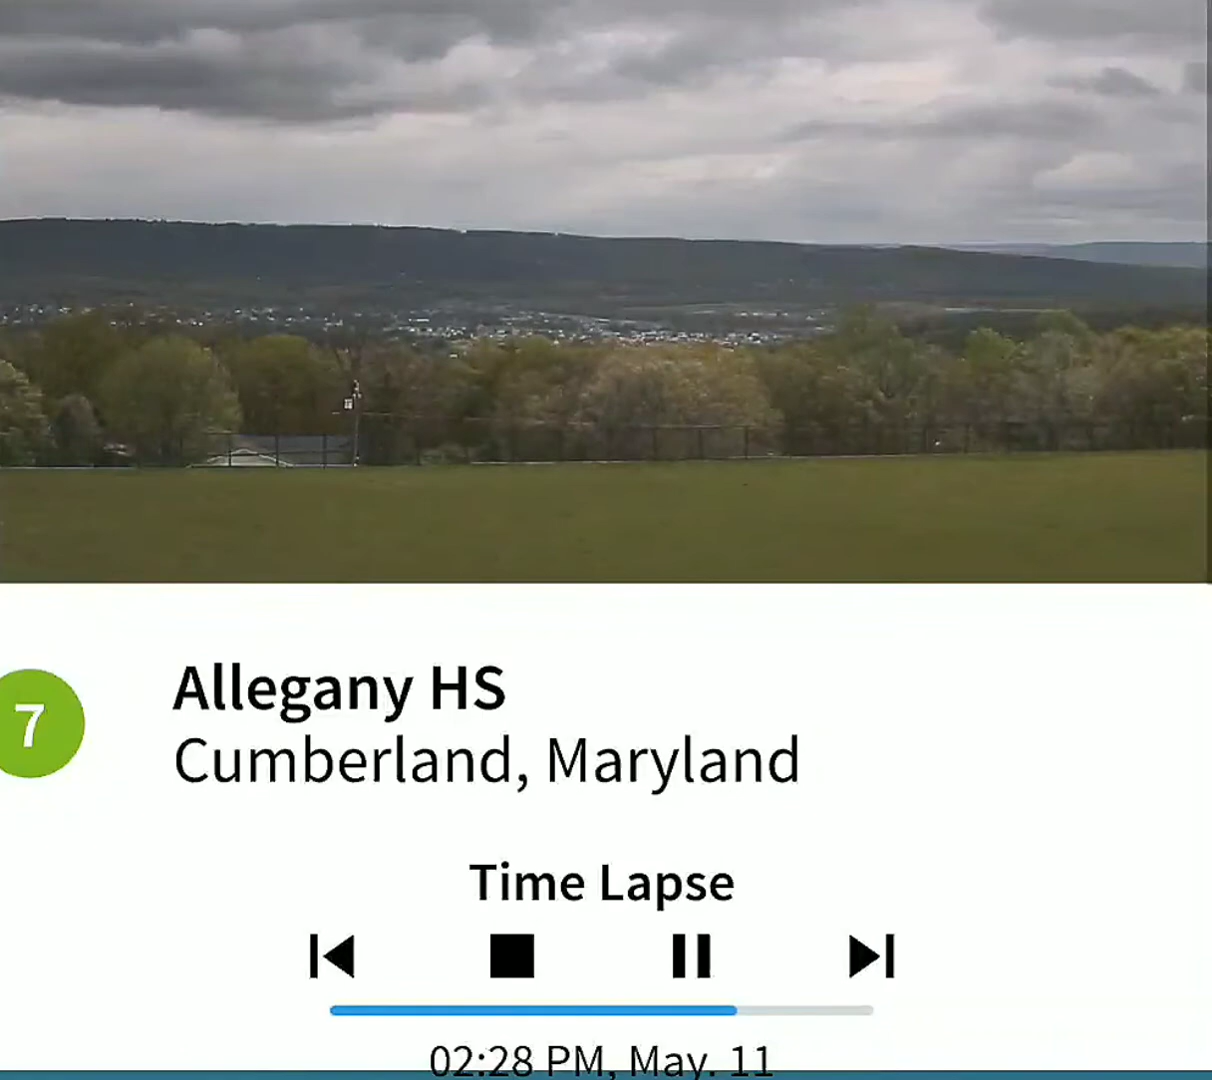 7
Allegany HS
Cumberland, Maryland
Time Lapse
02:28 PM, May. 11